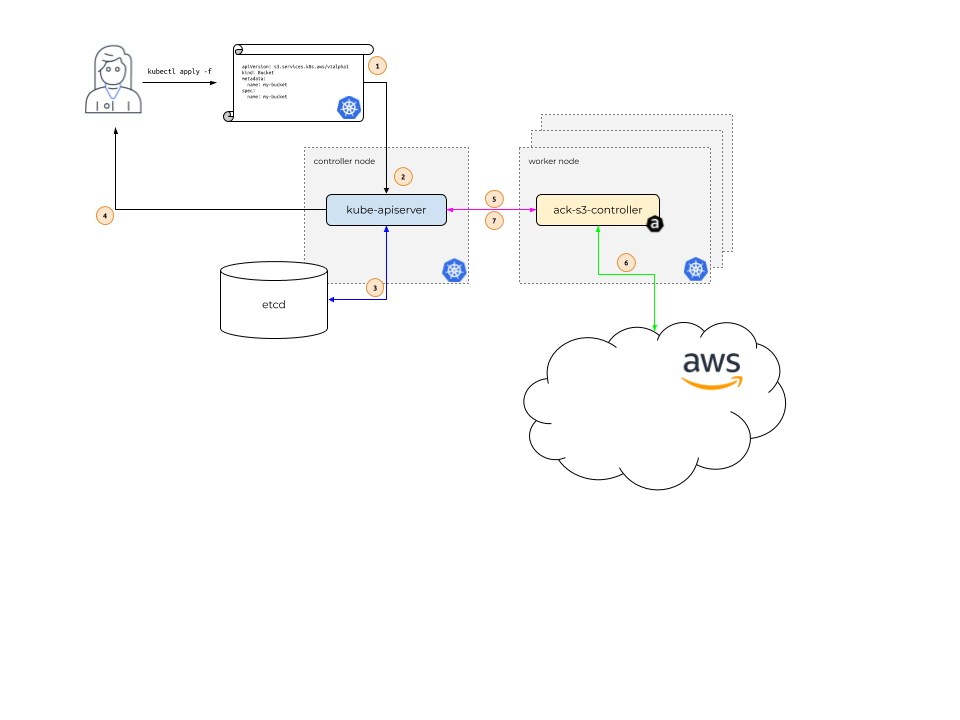 kubectl apply -f
apiVersion: s3.services.k8s.aws/v1alpha1
kind: Bucket
metadata:
  name: my-bucket
spec:
  name: my-bucket
1
controller node
2
kube-apiserver
4
3
etcd
5
7
worker node
ack-s3-controller
a
6
aws